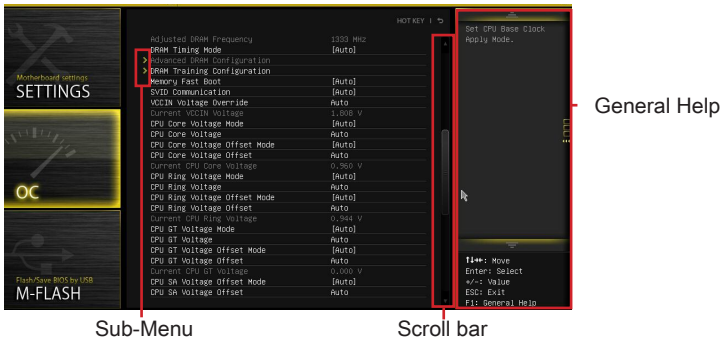 HOT KEY | ↩
Motherboard settings
SETTINGS
OC
Flash/Save BIOS by USB
M-FLASH
Adjusted DRAM Frequency 1333 MHz
DRAM Timing Mode [Auto]
> Advanced DRAM Configuration
> DRAM Training Configuration
Memory Fast Boot [Auto]
SVID Communication [Auto]
VCCIN Voltage Override Auto
Current VCCIN Voltage 1.808 V
CPU Core Voltage Mode [Auto]
CPU Core Voltage Auto
CPU Core Voltage Offset Mode [Auto]
CPU Core Voltage Offset Auto
Current CPU Core Voltage 0.960 V
CPU Ring Voltage Mode [Auto]
CPU Ring Voltage Auto
CPU Ring Voltage Offset Mode [Auto]
CPU Ring Voltage Offset Auto
Current CPU Ring Voltage 0.944 V
CPU GT Voltage Mode [Auto]
CPU GT Voltage Auto
CPU GT Voltage Offset Mode [Auto]
CPU GT Voltage Offset Auto
Current CPU GT Voltage 0.000 V
CPU SA Voltage Offset Mode [Auto]
CPU SA Voltage Offset Auto
Set CPU Base Clock
Apply Mode.
↑↓→←: Move
Enter: Select
+/-: Value
ESC: Exit
F1: General Help
General Help
Sub-Menu
Scroll bar